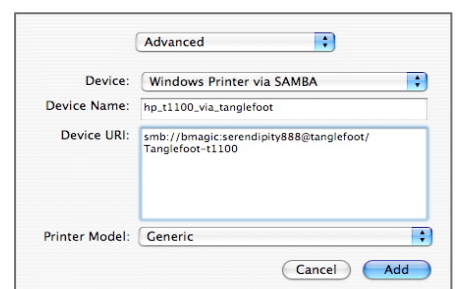 Advanced
Device: Windows Printer via SAMBA
Device Name: hp_t1100_via_tanglefoot
Device URI: smb://bmagic:serendipity888@tanglefoot/
Tanglefoot-t1100
Printer Model: Generic
Cancel Add